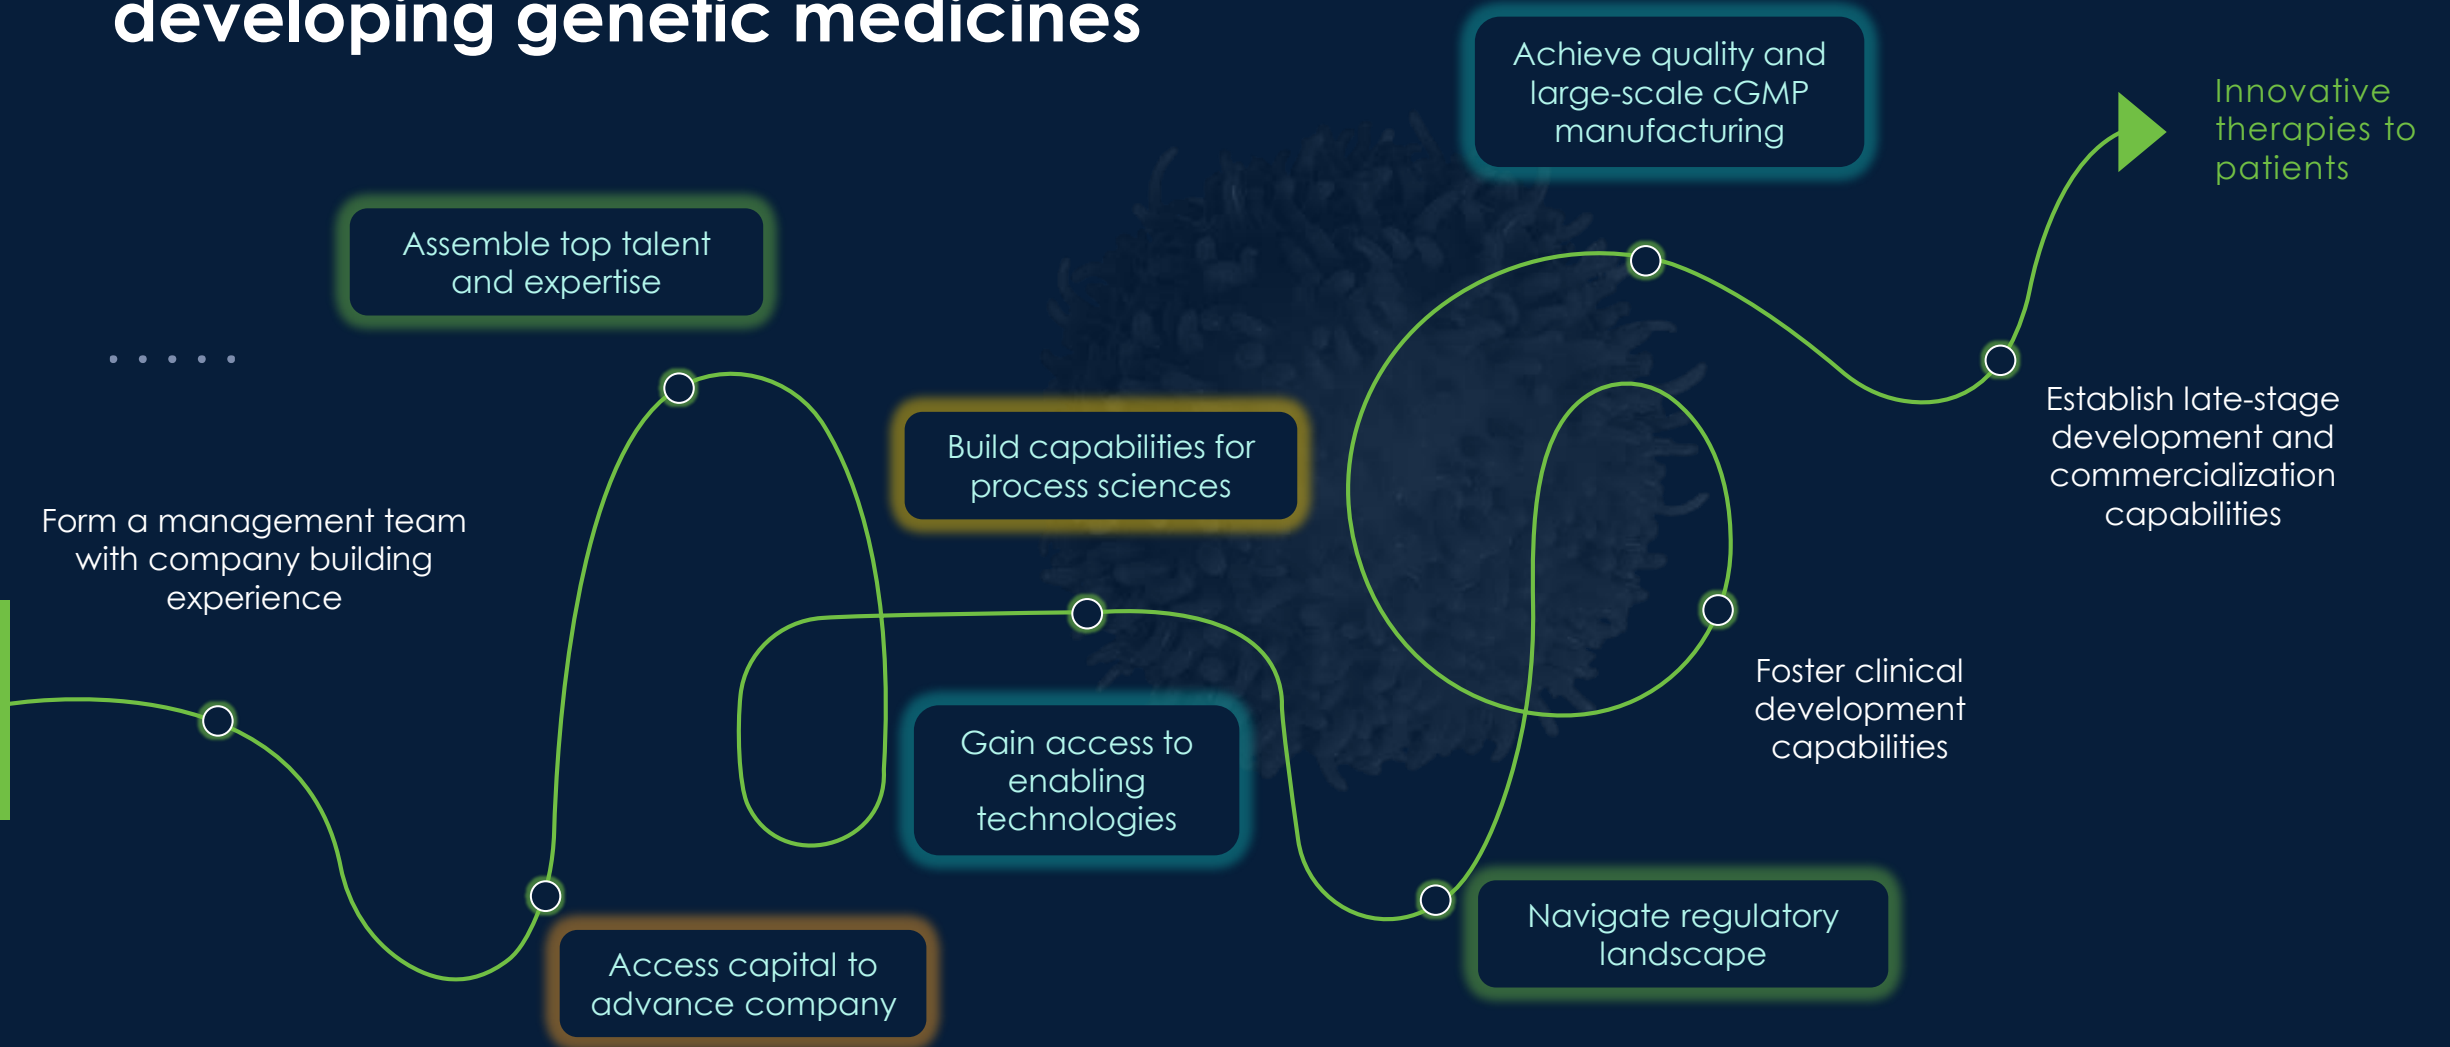 developing genetic medicines
Achieve quality and
large-scale cGMP
manufacturing
Innovative
therapies to
patients
Assemble top talent
and expertise
Establish late-stage
development and
commercialization
capabilities
Build capabilities for
process sciences
Form a management team
with company building
experience
Foster clinical
development
capabilities
Gain access to
enabling
technologies
Navigate regulatory
landscape
Access capital to
advance company